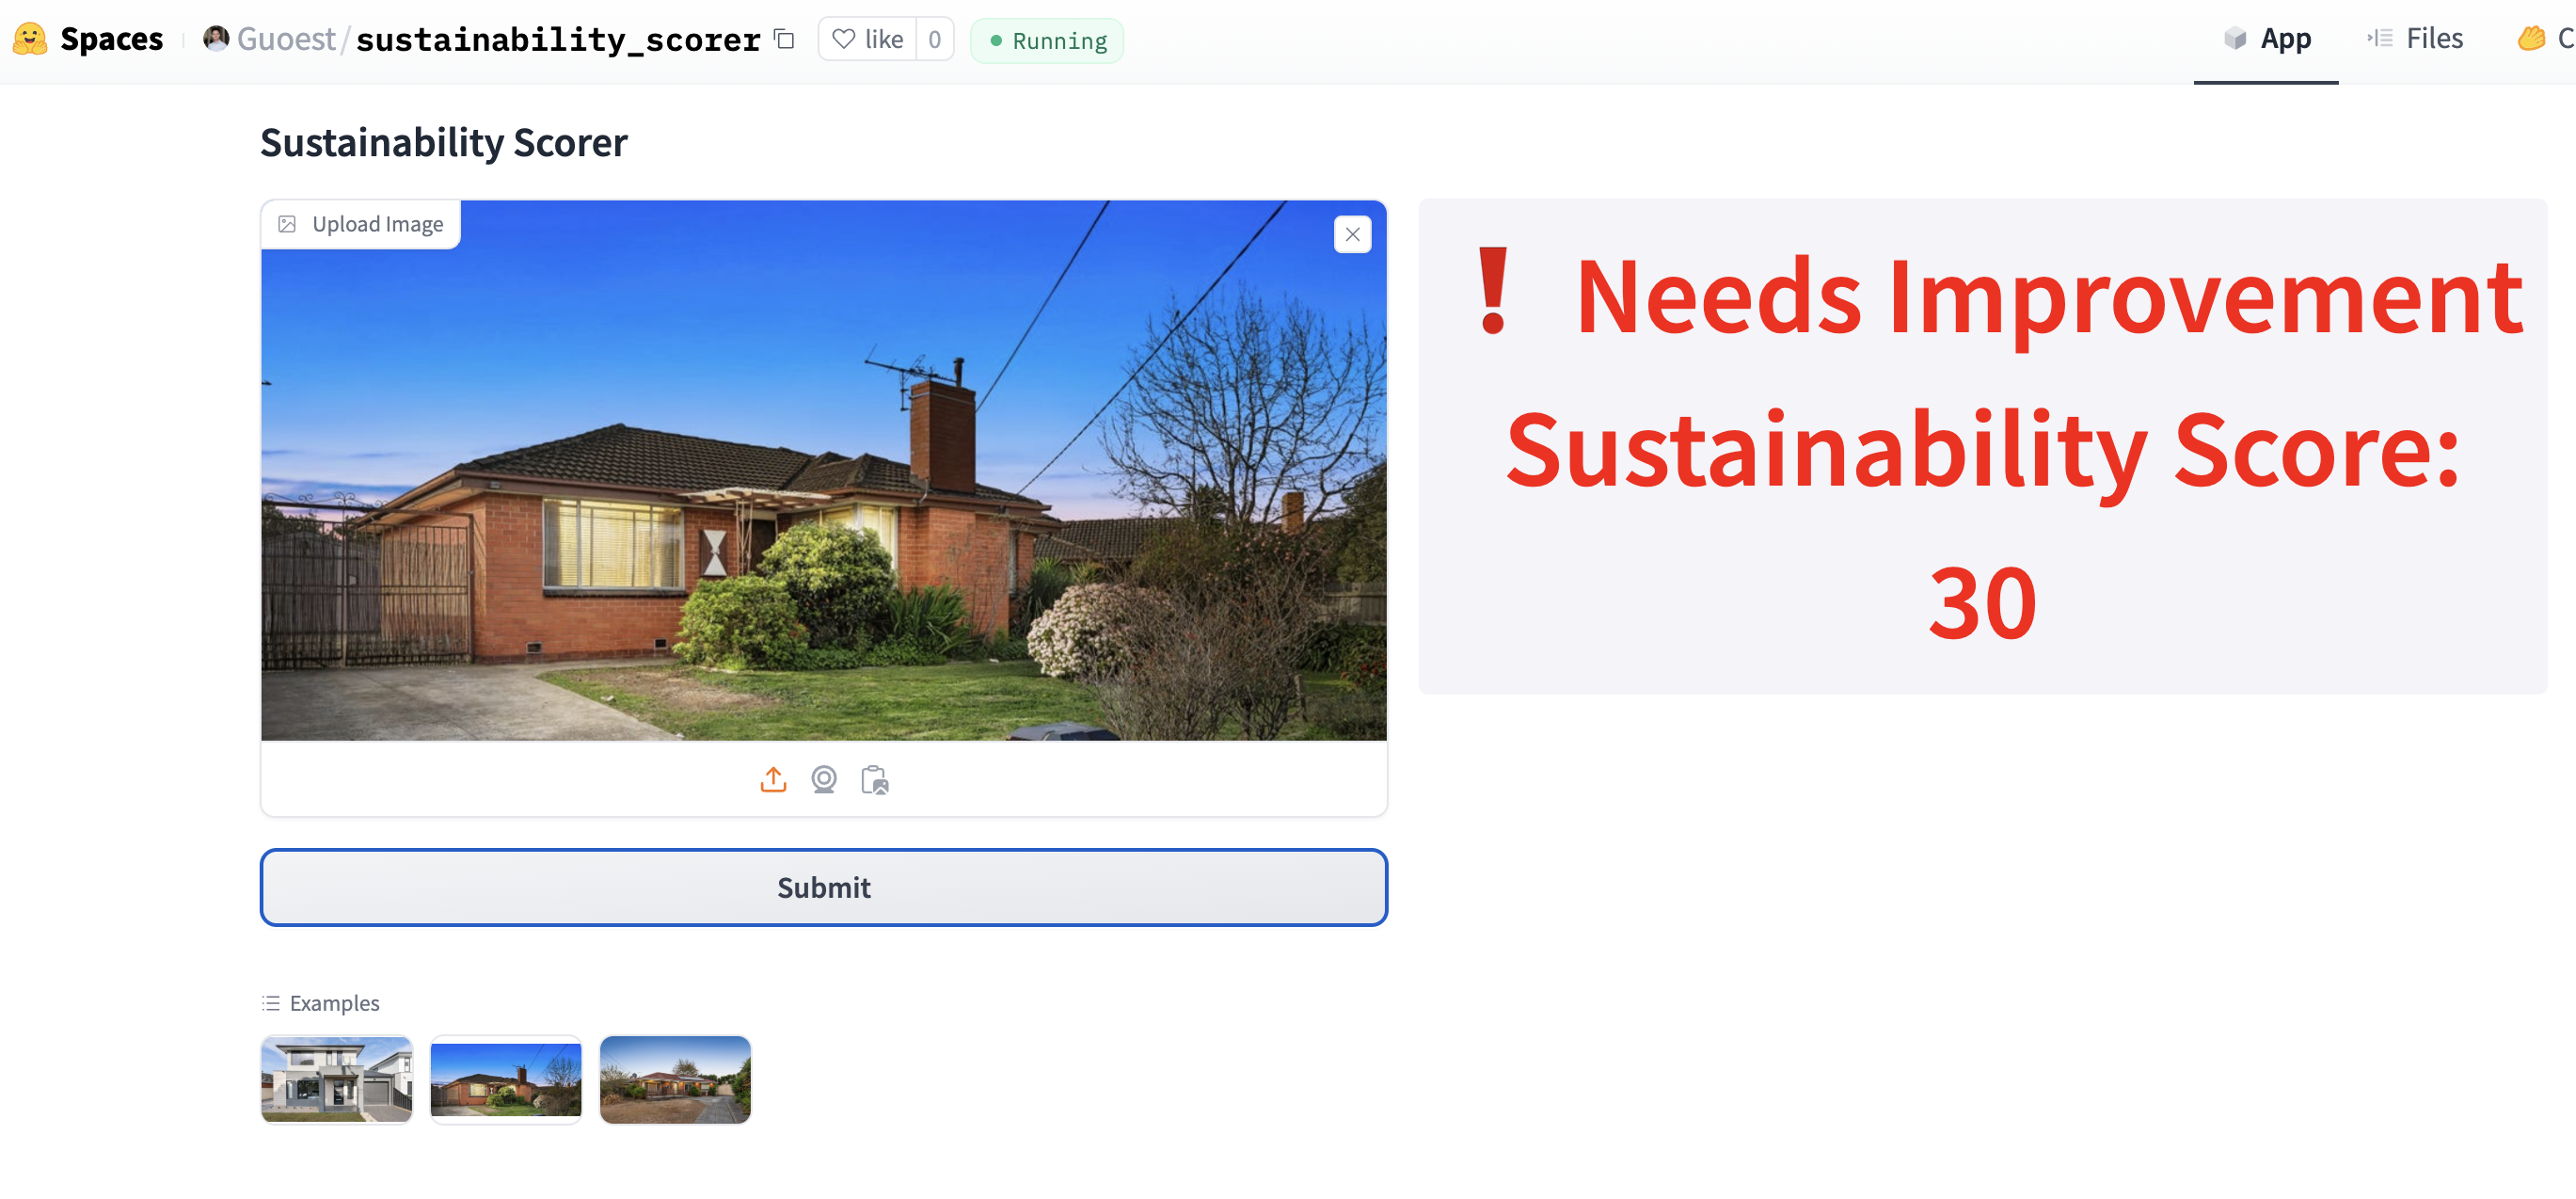 Spaces
Guoest/sustainability_scorer
like 0
Running
App
Files
C
Sustainability Scorer
Upload Image
❗ Needs Improvement
Sustainability Score:
30
Submit
Examples